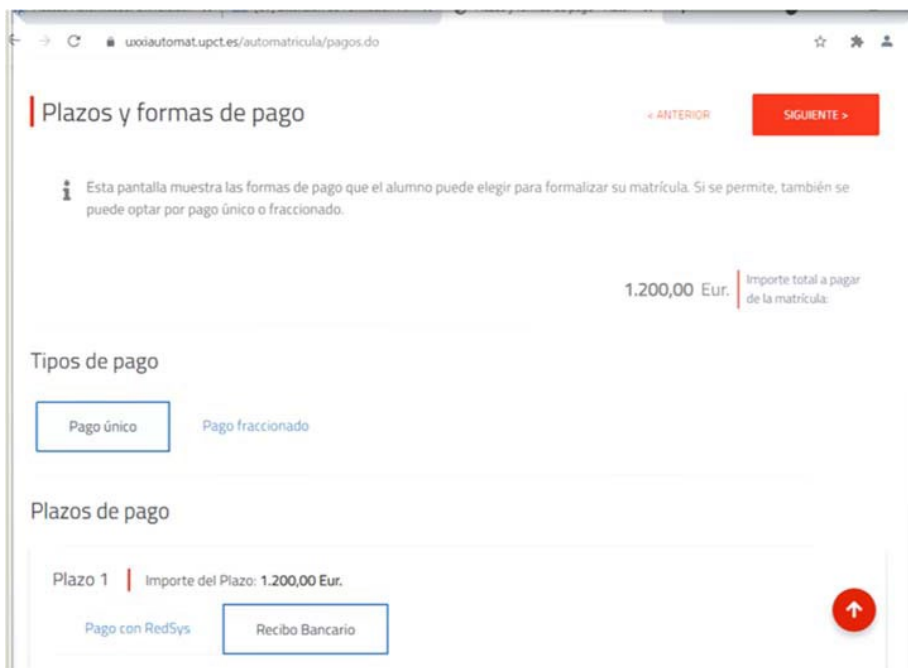 uxxiautomat.upct.es/automatricula/pagos.do
Plazos y formas de pago
< ANTERIOR
SIGUIENTE >
Esta pantalla muestra las formas de pago que el alumno puede elegir para formalizar su matrícula. Si se permite, también se
puede optar por pago único o fraccionado.
1.200,00 Eur.
Importe total a pagar
de la matrícula:
Tipos de pago
Pago único
Pago fraccionado
Plazos de pago
Plazo 1
Importe del Plazo: 1.200,00 Eur.
Pago con RedSys
Recibo Bancario